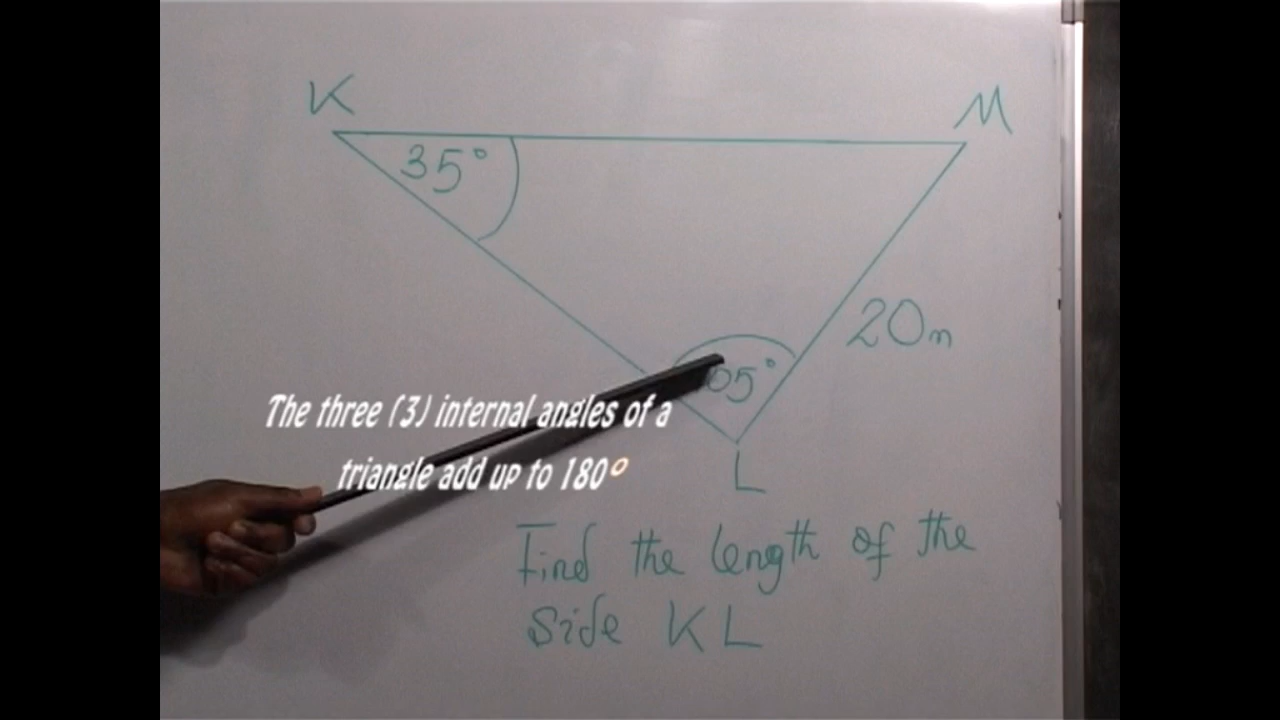 K
M
35°
20m
05°
The three (3) internal angles of a
triangle add up to 180°
L
Find the length of the
side KL